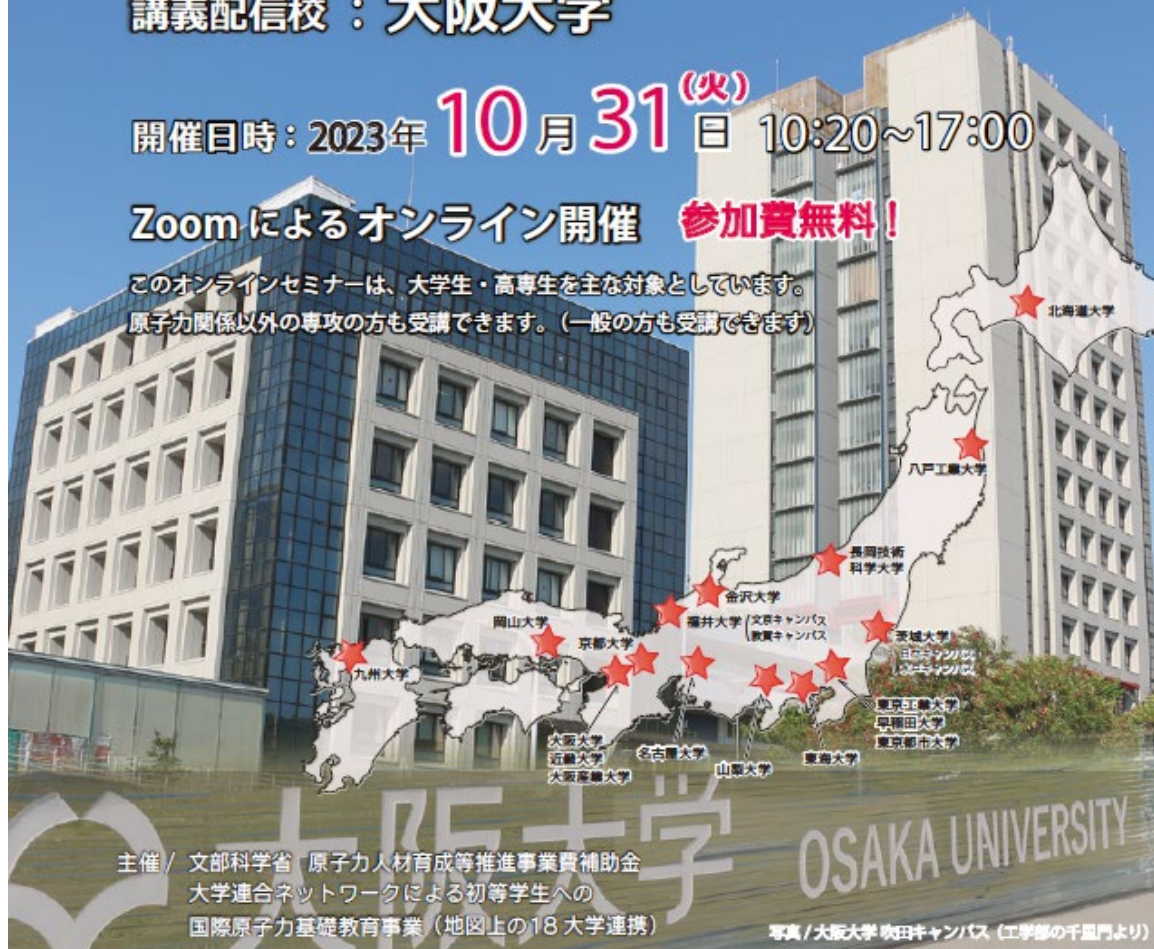 講義配信校：大阪大学
開催日時：2023年10月31日(火) 10:20~17:00
Zoomによるオンライン開催 参加費無料！
このオンラインセミナーは、大学生・高専生を主な対象としています。
原子力関係以外の専攻の方も受講できます。(一般の方も受講できます)
北海道大学
八戸工業大学
長岡技術
科学大学
金沢大学
福井大学(文京キャンパス
敦賀キャンパス
岡山大学
京都大学
茨城大学
日立キャンパス
水戸キャンパス
九州大学
東京工業大学
早稲田大学
東京都市大学
大阪大学
近畿大学
大阪産業大学
名古屋大学
山梨大学
東海大学
大阪大学 OSAKA UNIVERSITY
主催/ 文部科学省 原子力人材育成等推進事業費補助金
大学連合ネットワークによる初等学生への
国際原子力基礎教育事業（地図上の18大学連携）
写真/大阪大学 吹田キャンパス（工学部の千里門より）